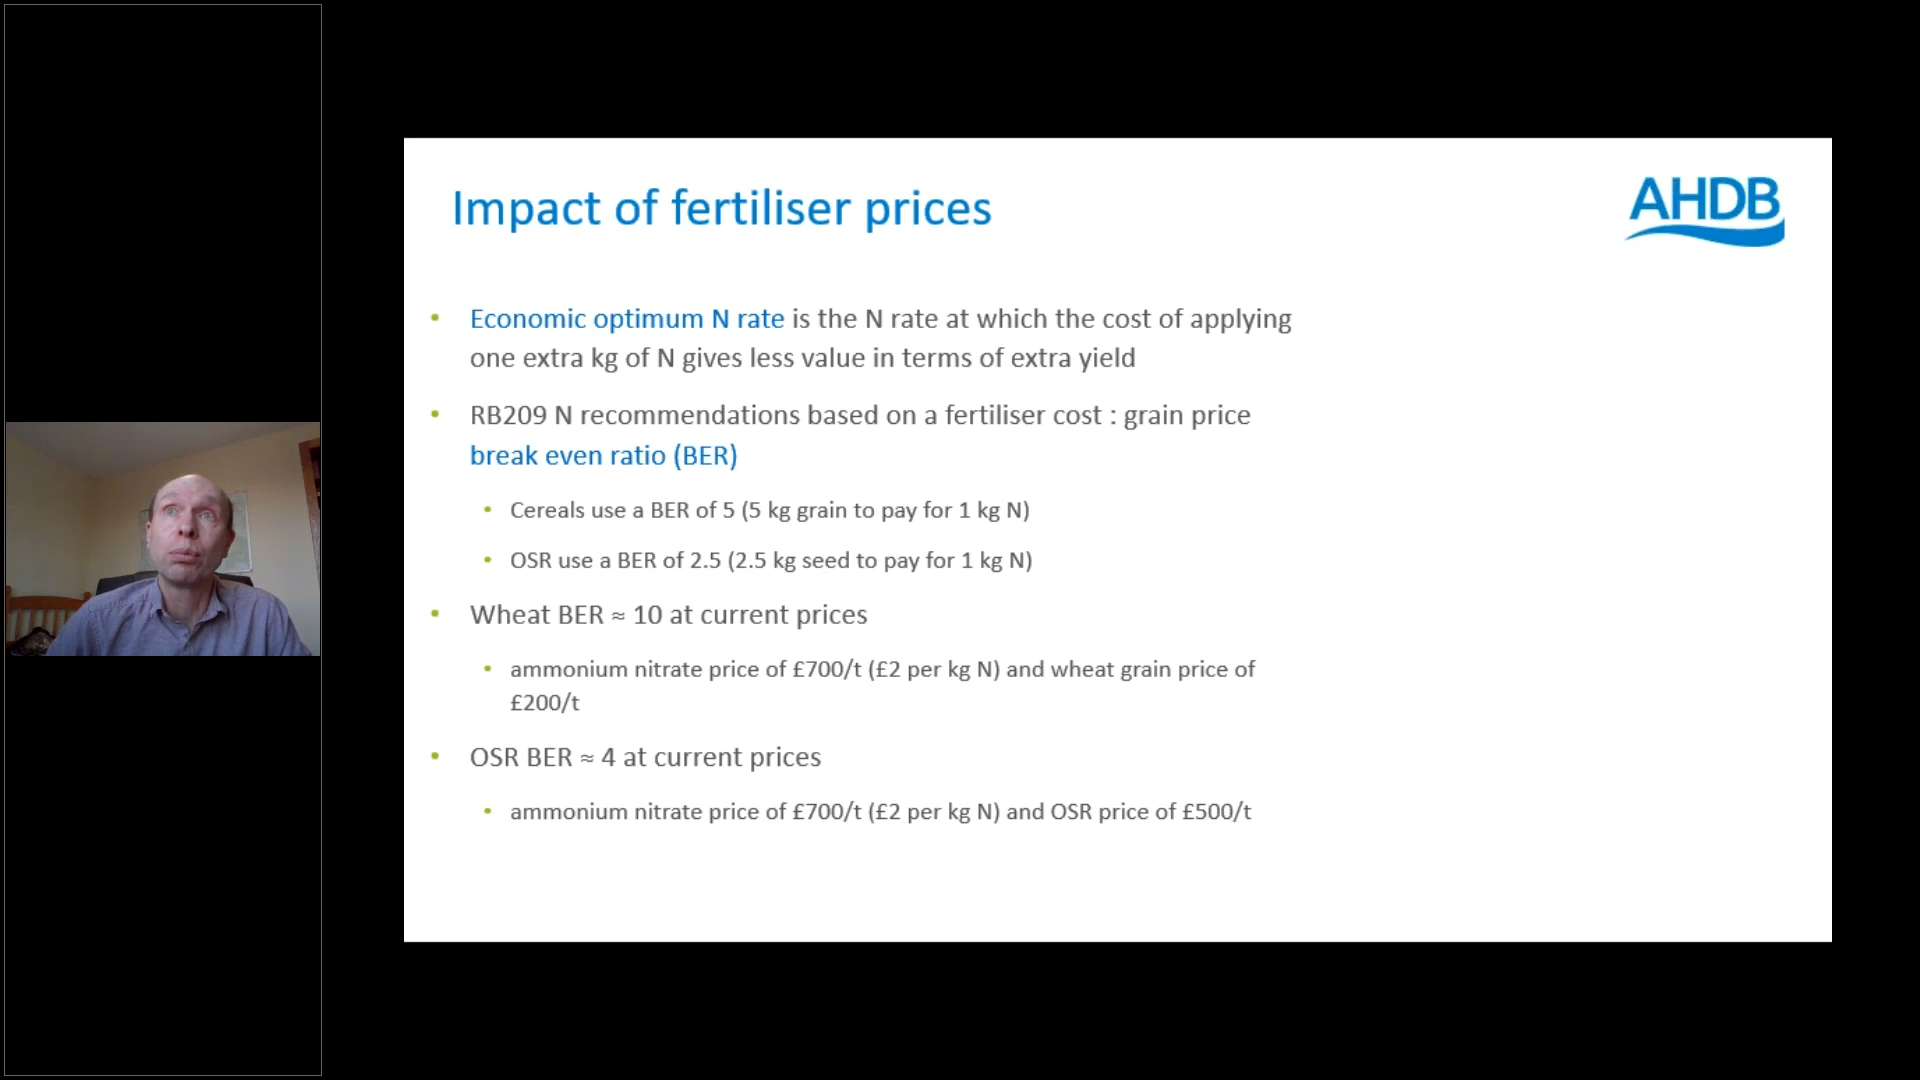 Impact of fertiliser prices
AHDB
• Economic optimum N rate is the N rate at which the cost of applying
one extra kg of N gives less value in terms of extra yield
• RB209 N recommendations based on a fertiliser cost : grain price
break even ratio (BER)
• Cereals use a BER of 5 (5 kg grain to pay for 1 kg N)
• OSR use a BER of 2.5 (2.5 kg seed to pay for 1 kg N)
• Wheat BER ≈ 10 at current prices
• ammonium nitrate price of £700/t (£2 per kg N) and wheat grain price of
£200/t
• OSR BER ≈ 4 at current prices
• ammonium nitrate price of £700/t (£2 per kg N) and OSR price of £500/t